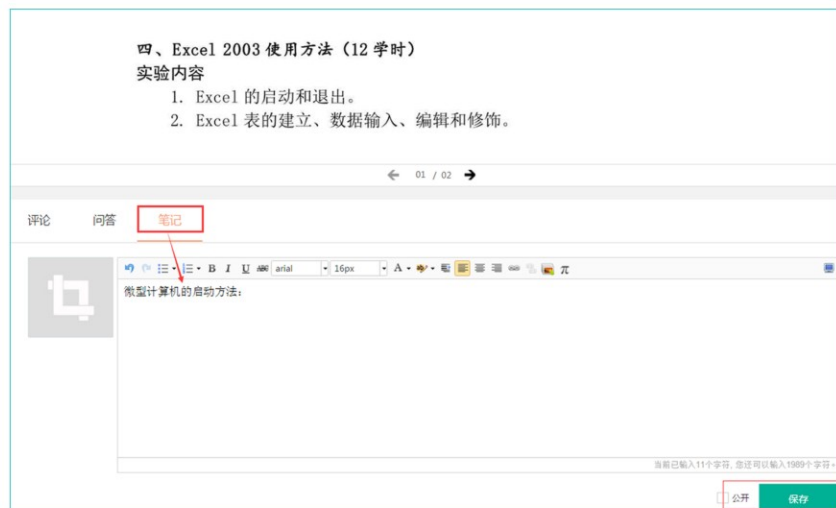 四、Excel 2003 使用方法（12 学时）
实验内容
1. Excel 的启动和退出。
2. Excel 表的建立、数据输入、编辑和修饰。
01 / 02
评论 问答 笔记
B I U ABC arial 16px A π
微型计算机的启动方法：
当前已输入11个字符, 您还可以输入1989个字符。
公开 保存